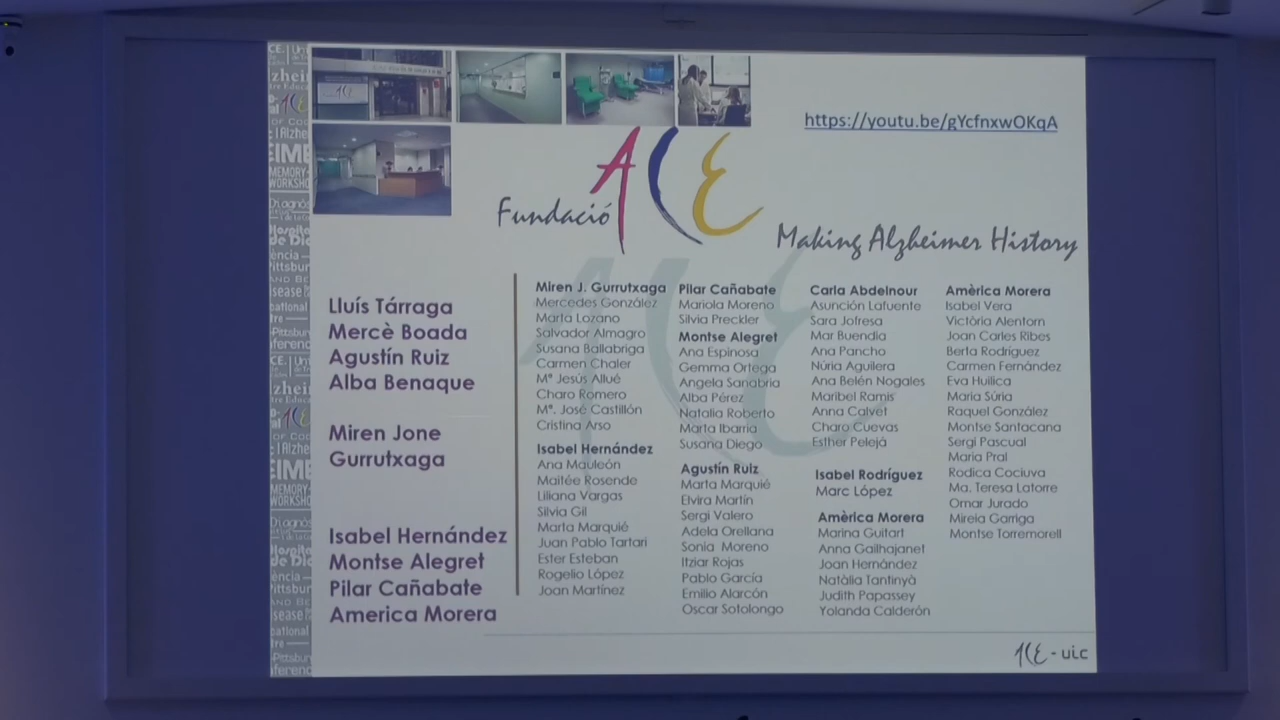 https://youtu.be/gYcfnxwOKqA
Fundació ACE
Making Alzheimer History
Lluís Tárraga
Mercè Boada
Agustín Ruiz
Alba Benaque
Miren Jone
Gurrutxaga
Isabel Hernández
Montse Alegret
Pilar Cañabate
America Morera
Miren J. Gurrutxaga
Mercedes González
Marta Lozano
Salvador Almagro
Susana Ballabriga
Carmen Chaler
Mª Jesús Allué
Charo Romero
Mª. José Castillón
Cristina Arso
Isabel Hernández
Ana Mauleón
Maitée Rosende
Liliana Vargas
Silvia Gil
Marta Marquié
Juan Pablo Tartari
Ester Esteban
Rogelio López
Joan Martínez
Pilar Cañabate
Mariola Moreno
Silvia Preckler
Montse Alegret
Ana Espinosa
Gemma Ortega
Angela Sanabria
Alba Pérez
Natalia Roberto
Marta Ibarria
Susana Diego
Agustín Ruiz
Marta Marquié
Elvira Martín
Sergi Valero
Adela Orellana
Sonia Moreno
Itziar Rojas
Pablo García
Emilio Alarcón
Oscar Sotolongo
Carla Abdelnour
Asunción Lafuente
Sara Jofresa
Mar Buendia
Ana Pancho
Núria Aguilera
Ana Belén Nogales
Maribel Ramis
Anna Calvet
Charo Cuevas
Esther Pelejà
Isabel Rodríguez
Marc López
Amèrica Morera
Marina Guitart
Anna Gailhajanet
Joan Hernández
Natàlia Tantinyà
Judith Papassey
Yolanda Calderón
Amèrica Morera
Isabel Vera
Victòria Alentorn
Joan Carles Ribes
Berta Rodríguez
Carmen Fernández
Eva Huilica
Maria Súria
Raquel González
Montse Santacana
Sergi Pascual
Maria Pral
Rodica Cociuva
Ma. Teresa Latorre
Omar Jurado
Mireia Garriga
Montse Torremorell
ACE - uic